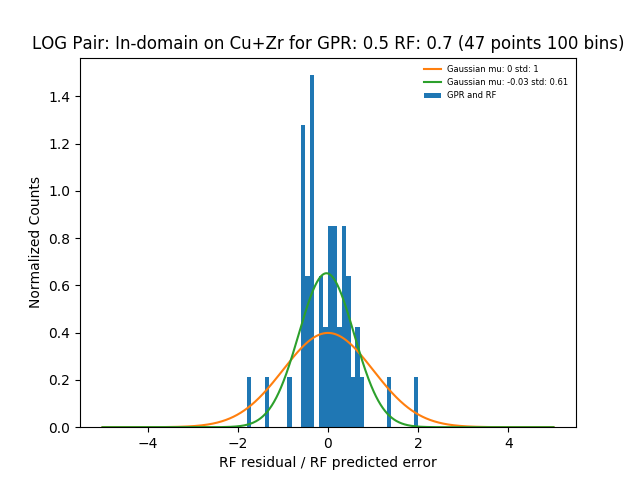 LOG Pair: In-domain on Cu+Zr for GPR: 0.5 RF: 0.7 (47 points 100 bins)
Gaussian mu: 0 std: 1
Gaussian mu: -0.03 std: 0.61
GPR and RF
1.4
1.2
1.0
0.8
0.6
0.4
0.2
0.0
Normalized Counts
−4 −2 0 2 4
RF residual / RF predicted error